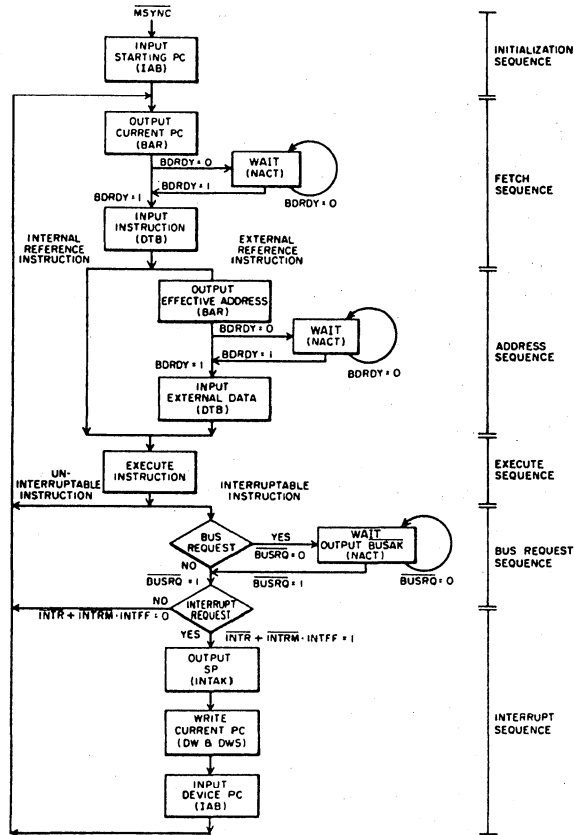 MSYNC
INPUT
STARTING PC
(IAB)
INITIALIZATION
SEQUENCE
OUTPUT
CURRENT PC
(BAR)
BDRDY=0
WAIT
(NACT)
BDRDY=1
BDRDY=0
BDRDY=1
FETCH
SEQUENCE
INPUT
INSTRUCTION
(DTB)
INTERNAL
REFERENCE
INSTRUCTION
EXTERNAL
REFERENCE
INSTRUCTION
OUTPUT
EFFECTIVE ADDRESS
(BAR)
BDRDY=0
WAIT
(NACT)
BDRDY=1
BDRDY=1
BDRDY=0
ADDRESS
SEQUENCE
INPUT
EXTERNAL DATA
(DTB)
EXECUTE
INSTRUCTION
EXECUTE
SEQUENCE
UN-
INTERRUPTABLE
INSTRUCTION
INTERRUPTABLE
INSTRUCTION
BUS
REQUEST
YES
BUSRQ=0
WAIT
OUTPUT BUSAK
(NACT)
BUS REQUEST
SEQUENCE
NO
BUSRQ=1
BUSRQ=1
BUSRQ=0
INTERRUPT
REQUEST
NO
INTR + INTRM · INTFF = 0
YES
INTR + INTRM · INTFF = 1
OUTPUT
SP
(INTAK)
WRITE
CURRENT PC
(DW & DWS)
INTERRUPT
SEQUENCE
INPUT
DEVICE PC
(IAB)